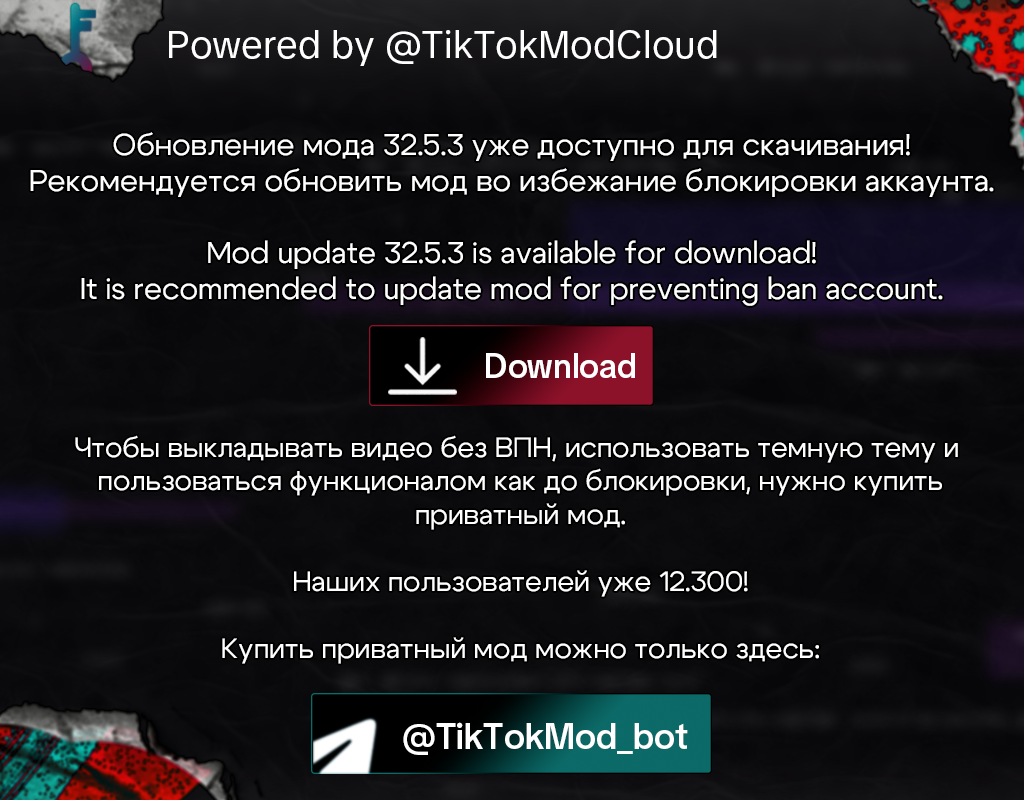 Powered by @TikTokModCloud
Обновление мода 32.5.3 уже доступно для скачивания!
Рекомендуется обновить мод во избежание блокировки аккаунта.
Mod update 32.5.3 is available for download!
It is recommended to update mod for preventing ban account.
Download
Чтобы выкладывать видео без ВПН, использовать темную тему и
пользоваться функционалом как до блокировки, нужно купить
приватный мод.
Наших пользователей уже 12.300!
Купить приватный мод можно только здесь:
@TikTokMod_bot